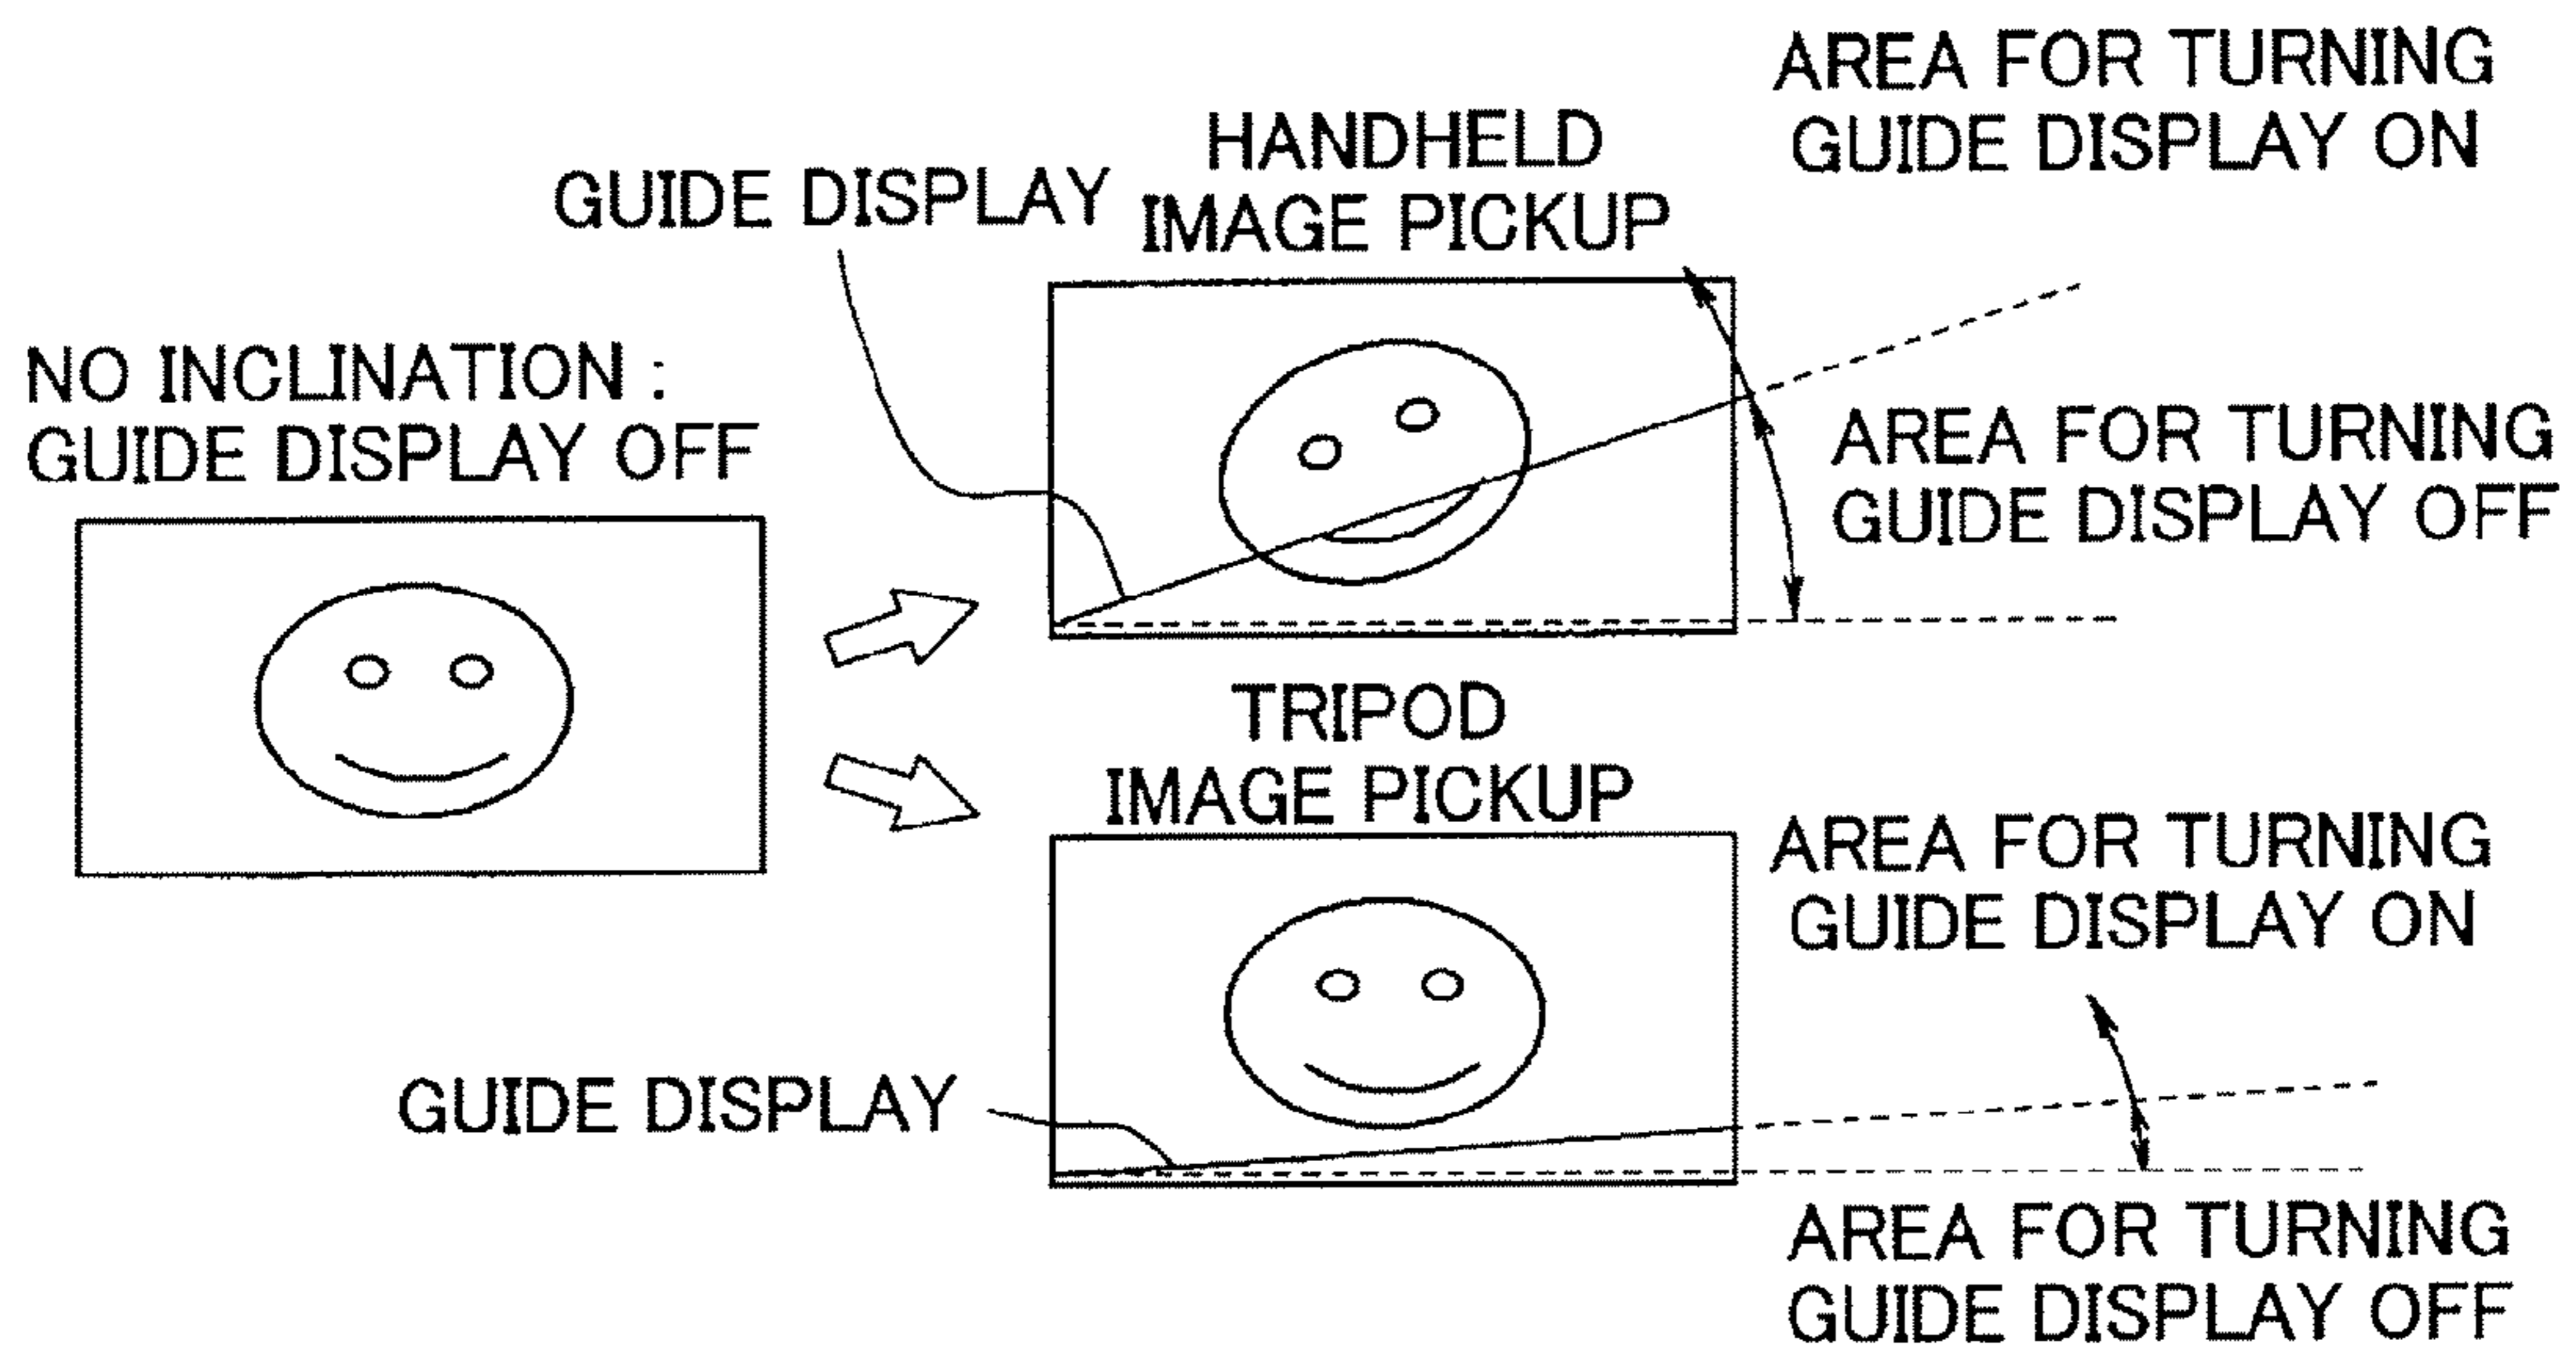 NO INCLINATION :
GUIDE DISPLAY OFF
GUIDE DISPLAY
HANDHELD
IMAGE PICKUP
AREA FOR TURNING
GUIDE DISPLAY ON
AREA FOR TURNING
GUIDE DISPLAY OFF
TRIPOD
IMAGE PICKUP
GUIDE DISPLAY
AREA FOR TURNING
GUIDE DISPLAY ON
AREA FOR TURNING
GUIDE DISPLAY OFF